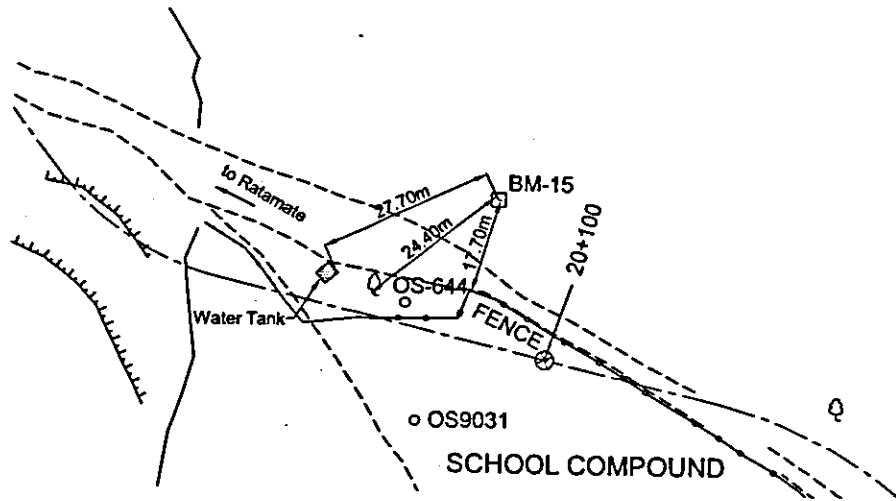 to Ratamate
27.70m
BM-15
24.40m
17.70m
20+100
OS-644
Water Tank
FENCE
OS9031
SCHOOL COMPOUND